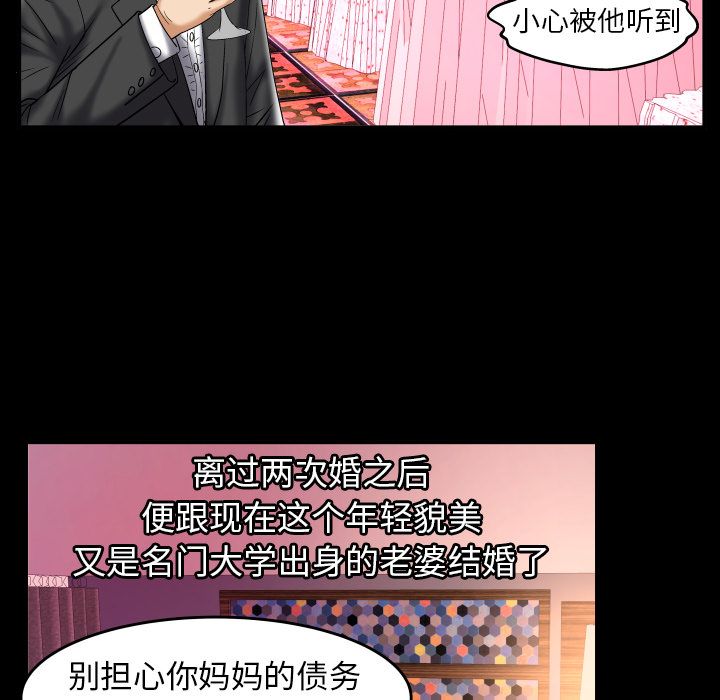 小心被他听到
离过两次婚之后
便跟现在这个年轻貌美
又是名门大学出身的老婆结婚了
别担心你妈妈的债务